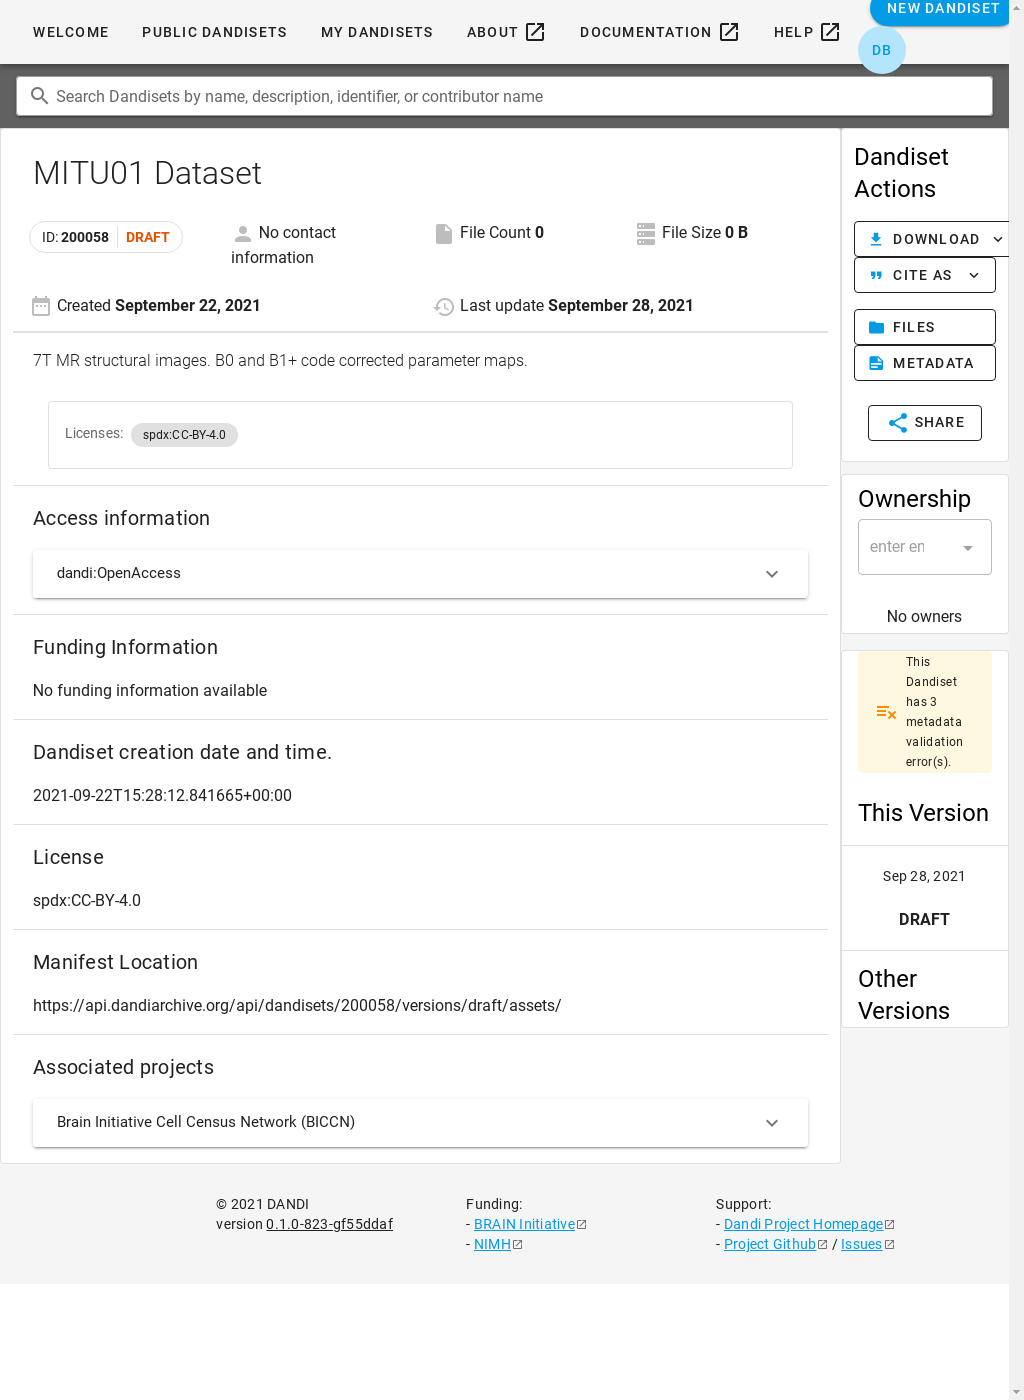 WELCOME PUBLIC DANDISETS MY DANDISETS ABOUT DOCUMENTATION HELP NEW DANDISET
DB
Search Dandisets by name, description, identifier, or contributor name
MITU01 Dataset
ID: 200058 DRAFT
No contact information
File Count 0
File Size 0 B
Created September 22, 2021
Last update September 28, 2021
7T MR structural images. B0 and B1+ code corrected parameter maps.
Licenses: spdx:CC-BY-4.0
Access information
dandi:OpenAccess
Funding Information
No funding information available
Dandiset creation date and time.
2021-09-22T15:28:12.841665+00:00
License
spdx:CC-BY-4.0
Manifest Location
https://api.dandiarchive.org/api/dandisets/200058/versions/draft/assets/
Associated projects
Brain Initiative Cell Census Network (BICCN)
Dandiset
Actions
DOWNLOAD
CITE AS
FILES
METADATA
SHARE
Ownership
enter en
No owners
This
Dandiset
has 3
metadata
validation
error(s).
This Version
Sep 28, 2021
DRAFT
Other
Versions
© 2021 DANDI
version 0.1.0-823-gf55ddaf
Funding:
- BRAIN Initiative
- NIMH
Support:
- Dandi Project Homepage
- Project Github / Issues